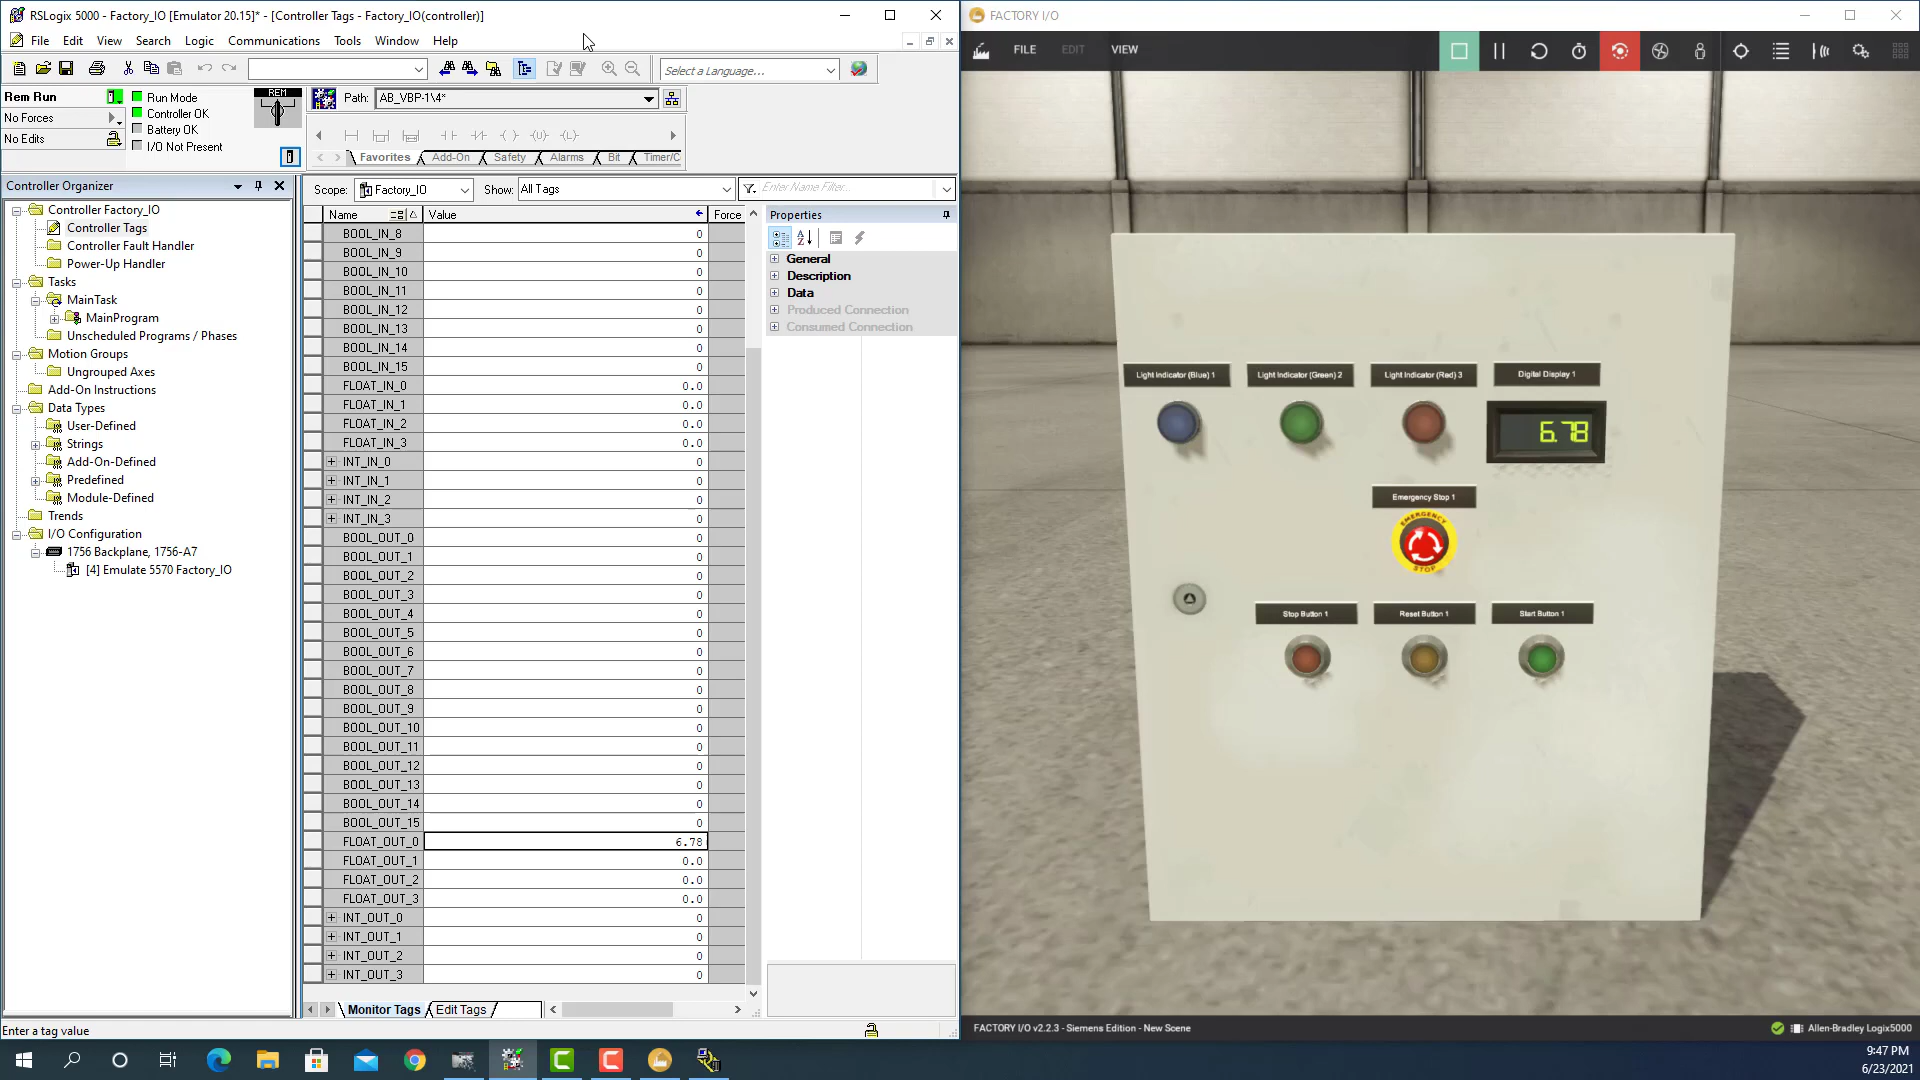 RSLogix 5000 - Factory_IO [Emulator 20.15]* - [Controller Tags - Factory_IO(controller)]
File Edit View Search Logic Communications Tools Window Help
Select a Language...
Rem Run
No Forces
No Edits
Run Mode
Controller OK
Battery OK
I/O Not Present
REM
Path: AB_VBP-1\4*
Favorites Add-On Safety Alarms Bit Timer/C
Controller Organizer
Controller Factory_IO
Controller Tags
Controller Fault Handler
Power-Up Handler
Tasks
MainTask
MainProgram
Unscheduled Programs / Phases
Motion Groups
Ungrouped Axes
Add-On Instructions
Data Types
User-Defined
Strings
Add-On-Defined
Predefined
Module-Defined
Trends
I/O Configuration
1756 Backplane, 1756-A7
[4] Emulate 5570 Factory_IO
Scope: Factory_IO Show: All Tags Enter Name Filter...
Name Value Force
BOOL_IN_8 0
BOOL_IN_9 0
BOOL_IN_10 0
BOOL_IN_11 0
BOOL_IN_12 0
BOOL_IN_13 0
BOOL_IN_14 0
BOOL_IN_15 0
FLOAT_IN_0 0.0
FLOAT_IN_1 0.0
FLOAT_IN_2 0.0
FLOAT_IN_3 0.0
INT_IN_0 0
INT_IN_1 0
INT_IN_2 0
INT_IN_3 0
BOOL_OUT_0 0
BOOL_OUT_1 0
BOOL_OUT_2 0
BOOL_OUT_3 0
BOOL_OUT_4 0
BOOL_OUT_5 0
BOOL_OUT_6 0
BOOL_OUT_7 0
BOOL_OUT_8 0
BOOL_OUT_9 0
BOOL_OUT_10 0
BOOL_OUT_11 0
BOOL_OUT_12 0
BOOL_OUT_13 0
BOOL_OUT_14 0
BOOL_OUT_15 0
FLOAT_OUT_0 6.78
FLOAT_OUT_1 0.0
FLOAT_OUT_2 0.0
FLOAT_OUT_3 0.0
INT_OUT_0 0
INT_OUT_1 0
INT_OUT_2 0
INT_OUT_3 0
Monitor Tags Edit Tags
Properties
General
Description
Data
Produced Connection
Consumed Connection
Enter a tag value
FACTORY I/O
FILE EDIT VIEW
Light Indicator (Blue) 1 Light Indicator (Green) 2 Light Indicator (Red) 3 Digital Display 1
6.78
Emergency Stop 1
EMERGENCY
STOP
Stop Button 1 Reset Button 1 Start Button 1
FACTORY I/O v2.2.3 - Siemens Edition - New Scene
Allen-Bradley Logix5000
9:47 PM
6/23/2021